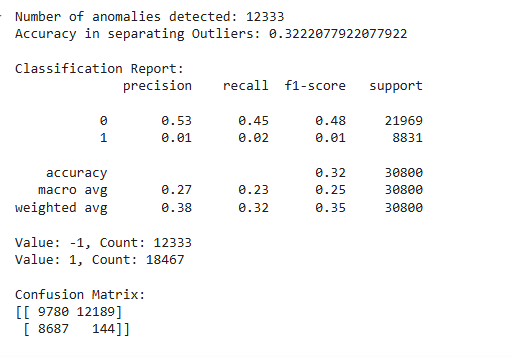 Number of anomalies detected: 12333
Accuracy in separating Outliers: 0.3222077922077922
Classification Report:
precision recall f1-score support
0 0.53 0.45 0.48 21969
1 0.01 0.02 0.01 8831
accuracy 0.32 30800
macro avg 0.27 0.23 0.25 30800
weighted avg 0.38 0.32 0.35 30800
Value: -1, Count: 12333
Value: 1, Count: 18467
Confusion Matrix:
[[ 9780 12189]
[ 8687 144]]